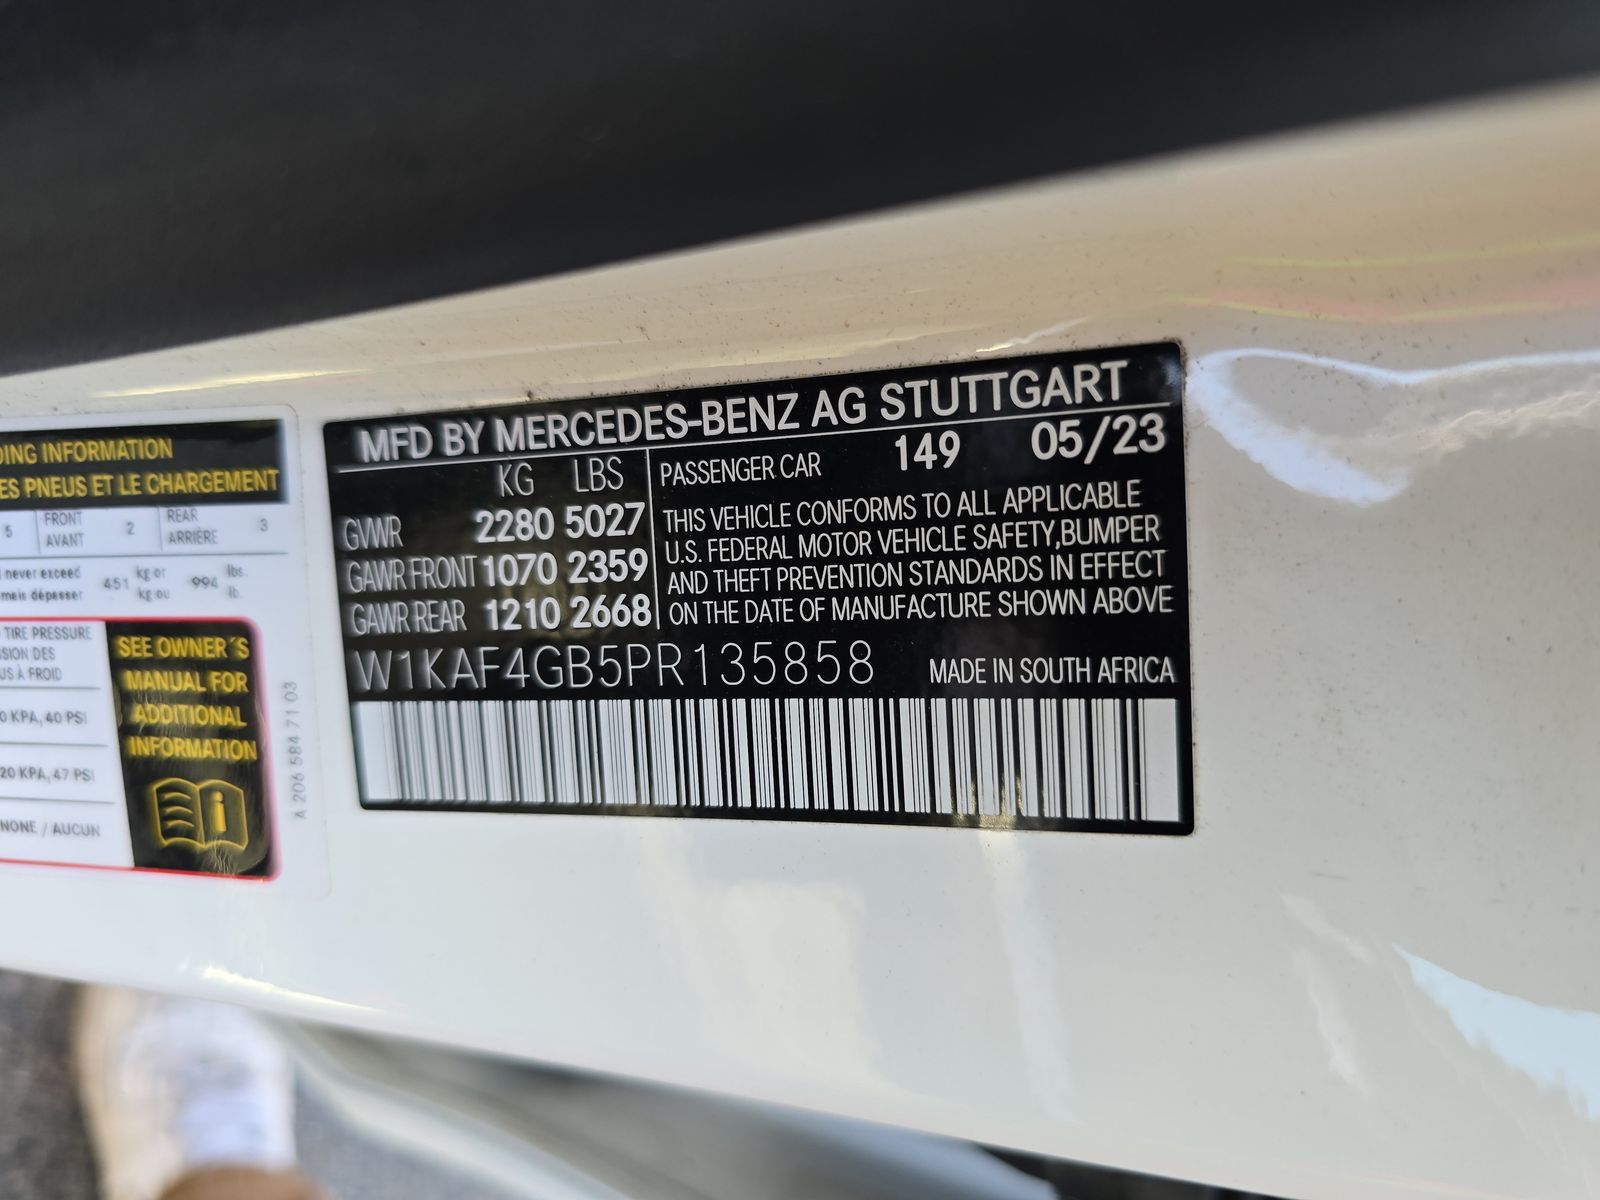 DING INFORMATION
ES PNEUS ET LE CHARGEMENT
5 FRONT AVANT 2 REAR ARRIÈRE 3
never exceed 451 kg or 994 lbs.
mais dépasser kg ou lb.
TIRE PRESSURE
SION DES
US À FROID
0 KPA, 40 PSI
20 KPA, 47 PSI
NONE / AUCUN
SEE OWNER´S
MANUAL FOR
ADDITIONAL
INFORMATION
i
A 206 584 71 03
MFD BY MERCEDES-BENZ AG STUTTGART
KG LBS
GVWR 2280 5027
GAWR FRONT 1070 2359
GAWR REAR 1210 2668
PASSENGER CAR 149 05/23
THIS VEHICLE CONFORMS TO ALL APPLICABLE
U.S. FEDERAL MOTOR VEHICLE SAFETY,BUMPER
AND THEFT PREVENTION STANDARDS IN EFFECT
ON THE DATE OF MANUFACTURE SHOWN ABOVE
W1KAF4GB5PR135858 MADE IN SOUTH AFRICA